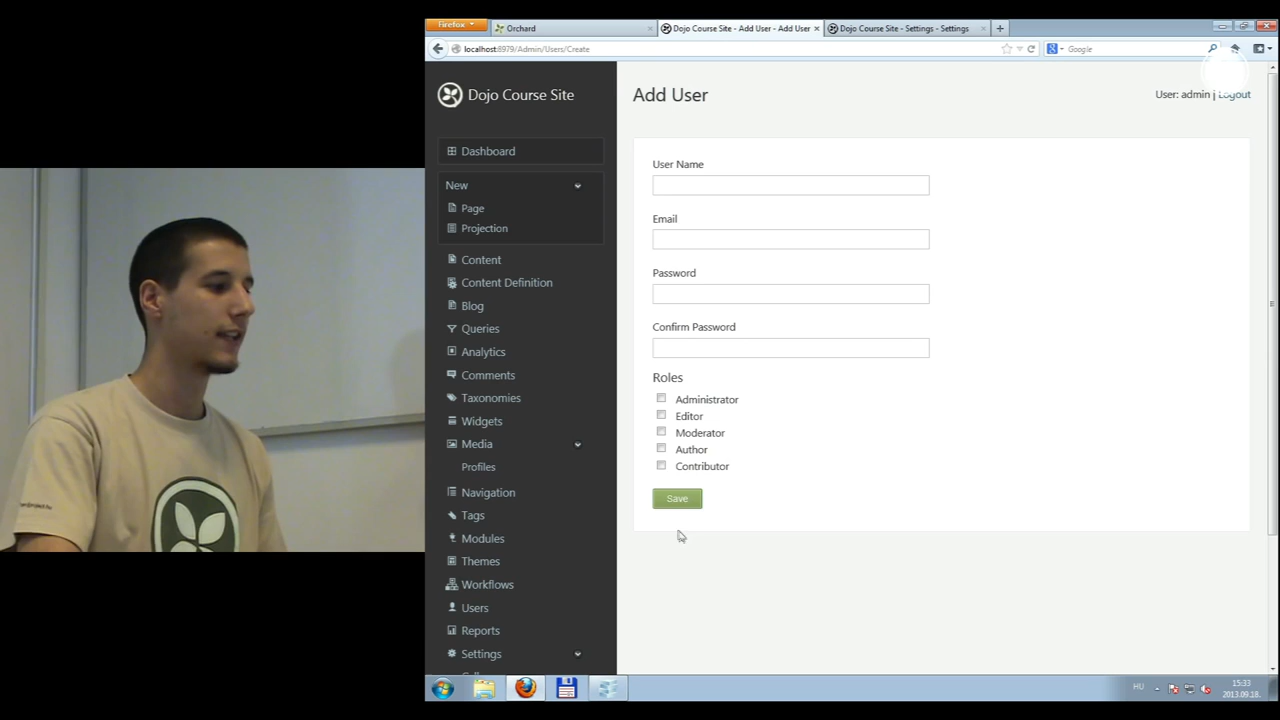 Firefox
Orchard
Dojo Course Site - Add User - Add User
Dojo Course Site - Settings - Settings
localhost:8979/Admin/Users/Create
Google
Dojo Course Site
Add User
User: admin | Logout
Dashboard
New
Page
Projection
Content
Content Definition
Blog
Queries
Analytics
Comments
Taxonomies
Widgets
Media
Profiles
Navigation
Tags
Modules
Themes
Workflows
Users
Reports
Settings
User Name
Email
Password
Confirm Password
Roles
Administrator
Editor
Moderator
Author
Contributor
Save
HU
15:33
2013.09.18.